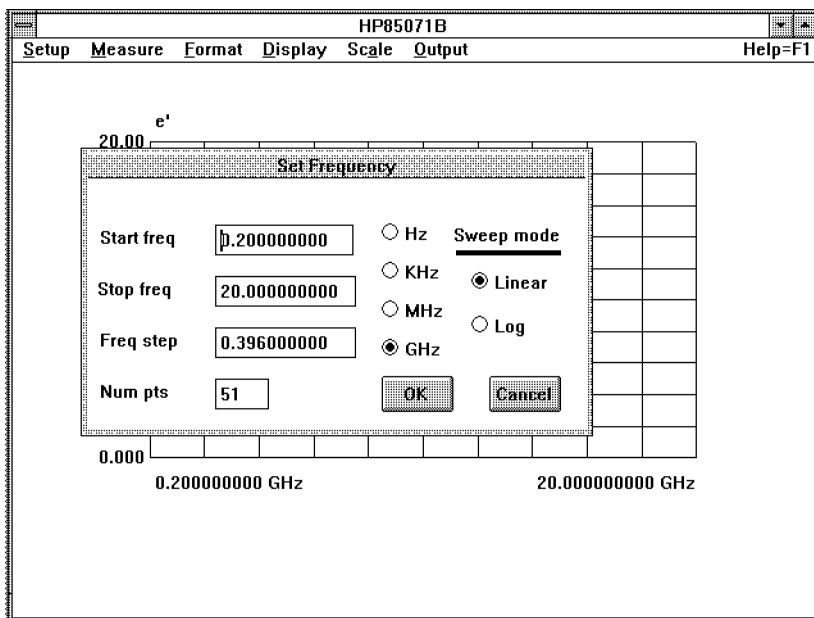 HP85071B
Setup Measure Format Display Scale Output Help=F1
e'
20.00
Set Frequency
Start freq 0.200000000 Hz Sweep mode
KHz
Stop freq 20.000000000 Linear
MHz
Log
Freq step 0.396000000 GHz
Num pts 51 OK Cancel
0.000
0.200000000 GHz 20.000000000 GHz